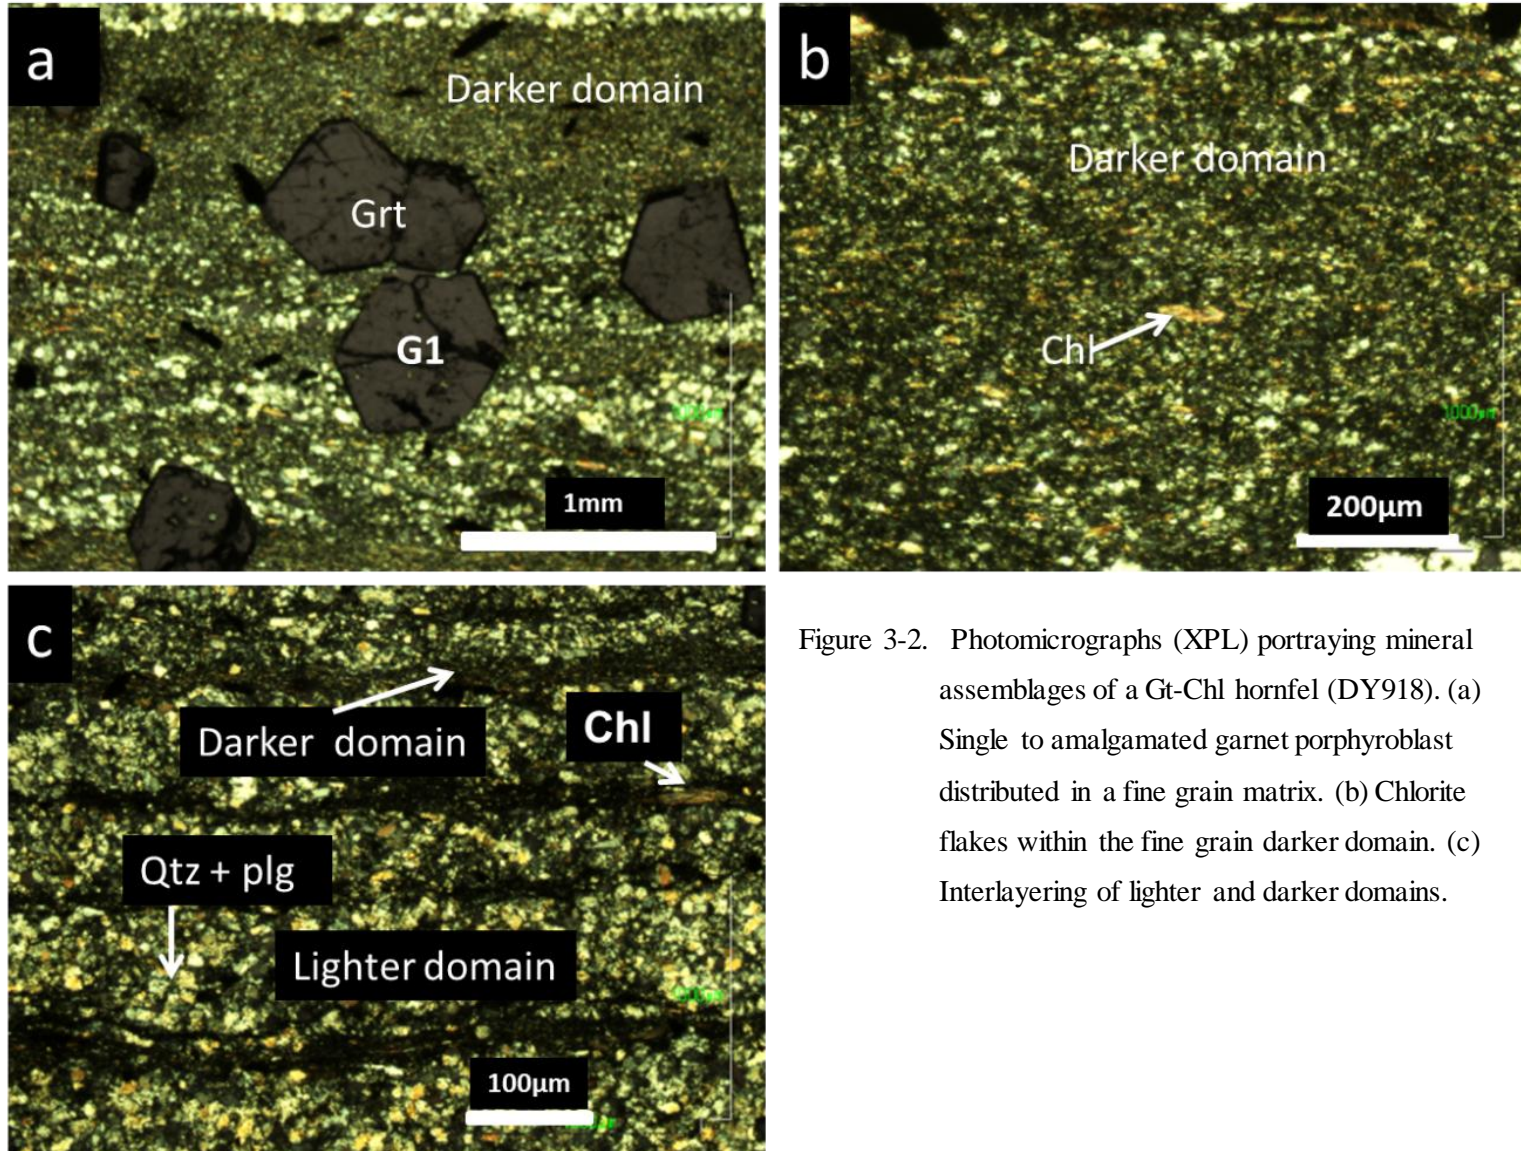 a
Darker domain
Grt
G1
1mm
b
Darker domain
Chl
1000µm
200µm
c
Darker domain
Chl
Qtz + plg
Lighter domain
100µm
Figure 3-2. Photomicrographs (XPL) portraying mineral
assemblages of a Gt-Chl hornfel (DY918). (a)
Single to amalgamated garnet porphyroblast
distributed in a fine grain matrix. (b) Chlorite
flakes within the fine grain darker domain. (c)
Interlayering of lighter and darker domains.